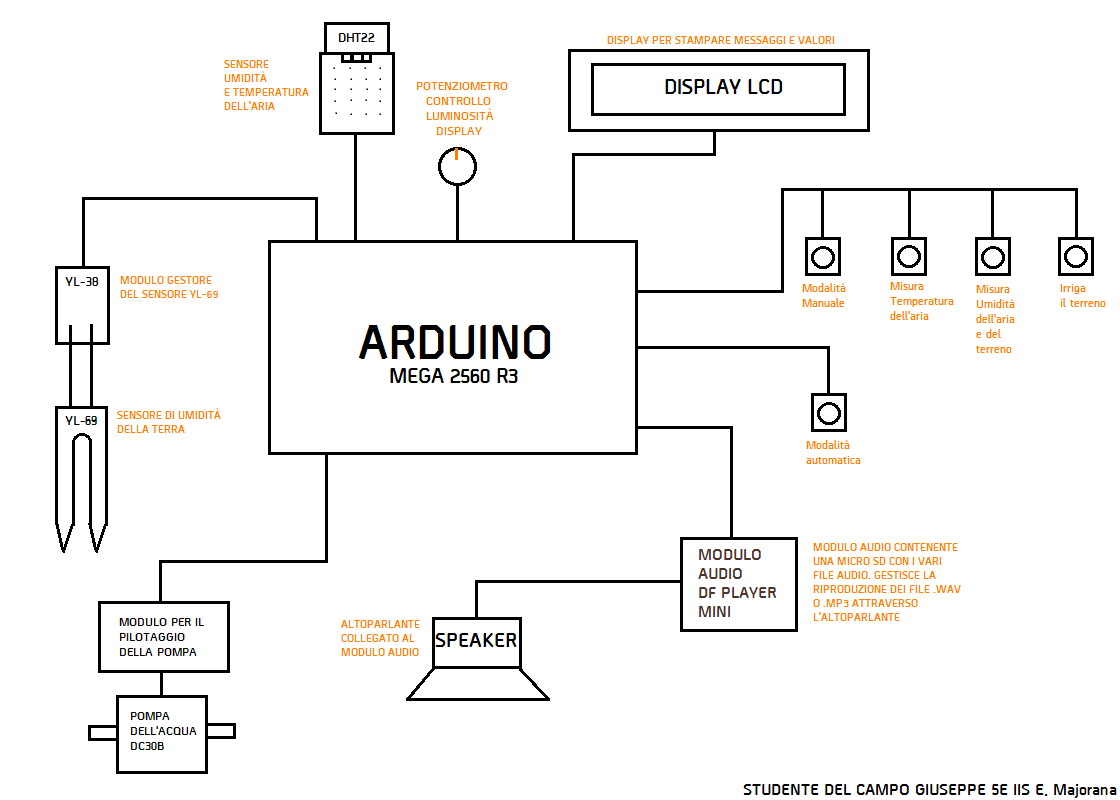 DHT22
SENSORE
UMIDITÀ
E TEMPERATURA
DELL'ARIA
POTENZIOMETRO
CONTROLLO
LUMINOSITÀ
DISPLAY
DISPLAY PER STAMPARE MESSAGGI E VALORI
DISPLAY LCD
YL-38
MODULO GESTORE
DEL SENSORE YL-69
YL-69
SENSORE DI UMIDITÀ
DELLA TERRA
ARDUINO
MEGA 2560 R3
Modalità
Manuale
Misura
Temperatura
dell'aria
Misura
Umidità
dell'aria
e del
terreno
Irriga
il terreno
Modalità
automatica
MODULO
AUDIO
DF PLAYER
MINI
MODULO AUDIO CONTENENTE
UNA MICRO SD CON I VARI
FILE AUDIO. GESTISCE LA
RIPRODUZIONE DEI FILE .WAV
O .MP3 ATTRAVERSO
L'ALTOPARLANTE
ALTOPARLANTE
COLLEGATO AL
MODULO AUDIO
SPEAKER
MODULO PER IL
PILOTAGGIO
DELLA POMPA
POMPA
DELL'ACQUA
DC30B
STUDENTE DEL CAMPO GIUSEPPE 5E IIS E. Majorana